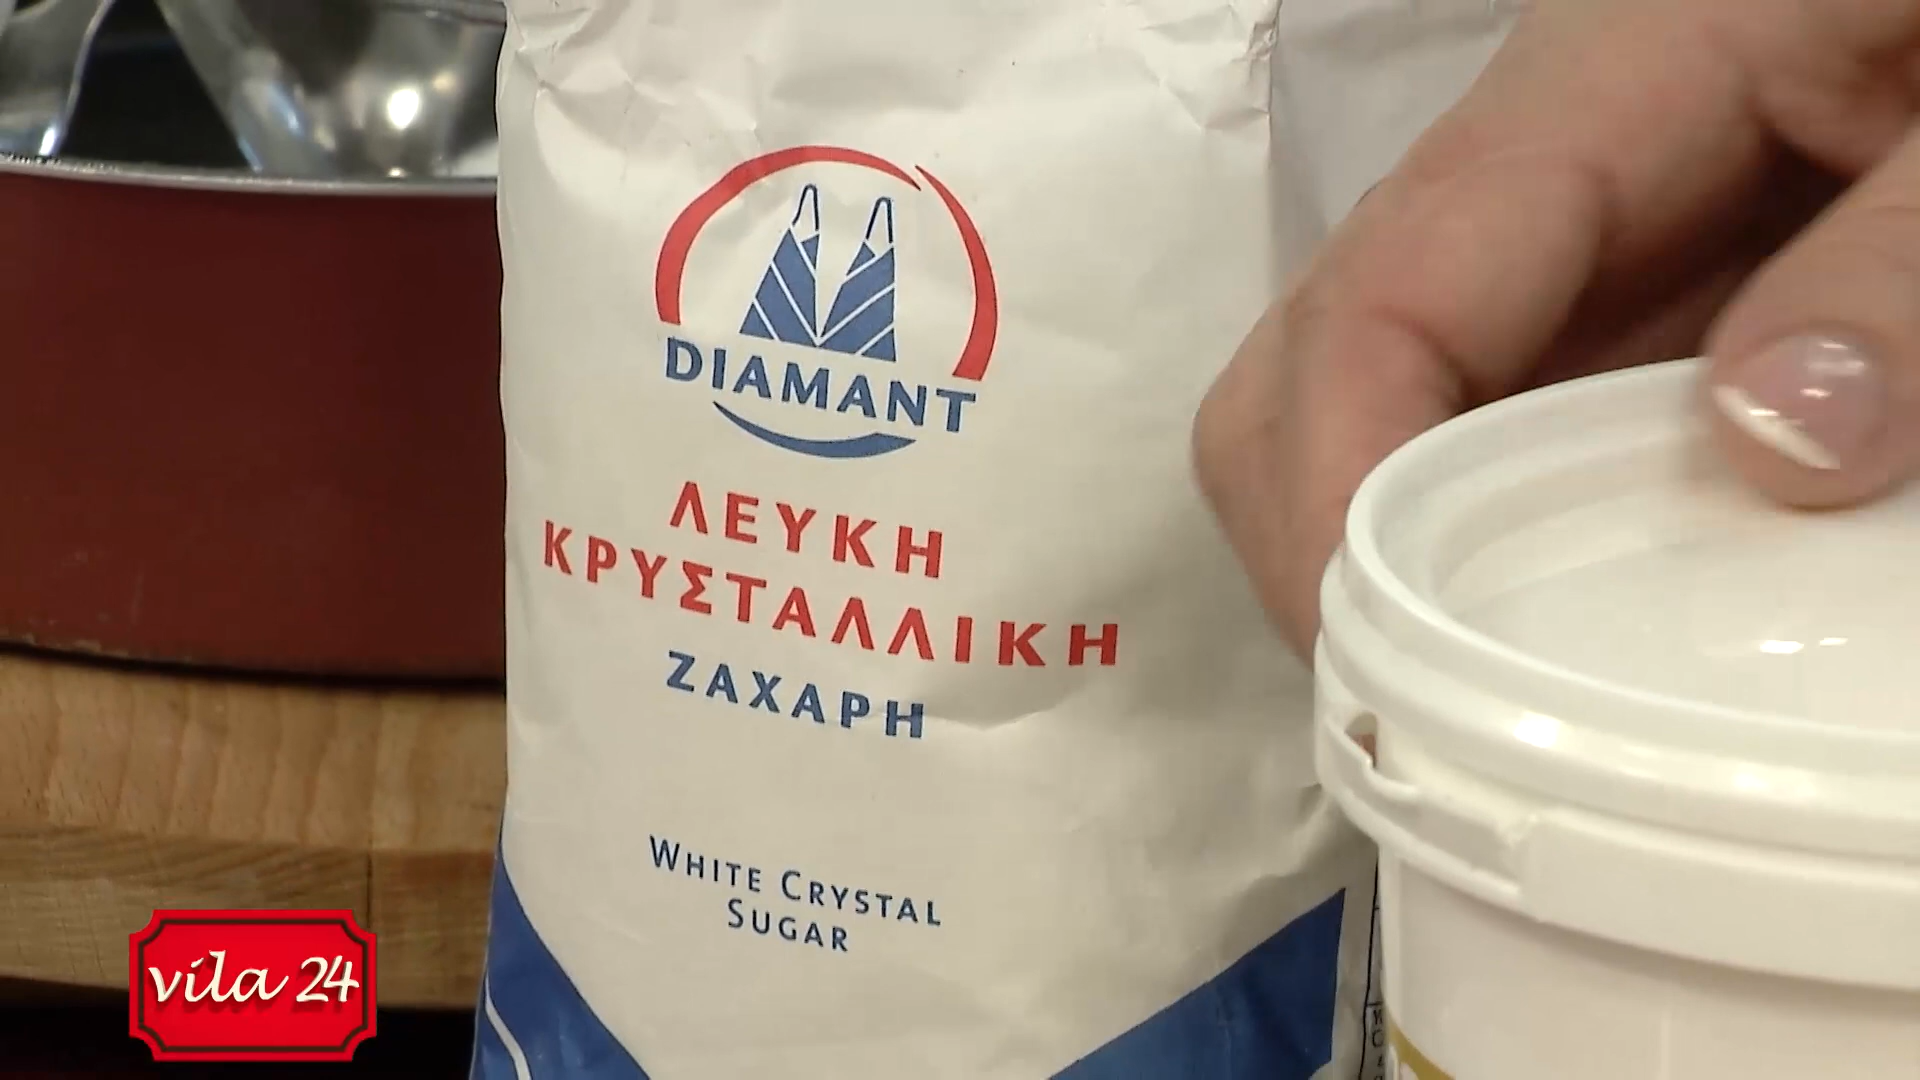 DIAMANT
ΛΕΥΚΗ
ΚΡΥΣΤΑΛΛΙΚΗ
ΖΑΧΑΡΗ
WHITE CRYSTAL
SUGAR
vila 24